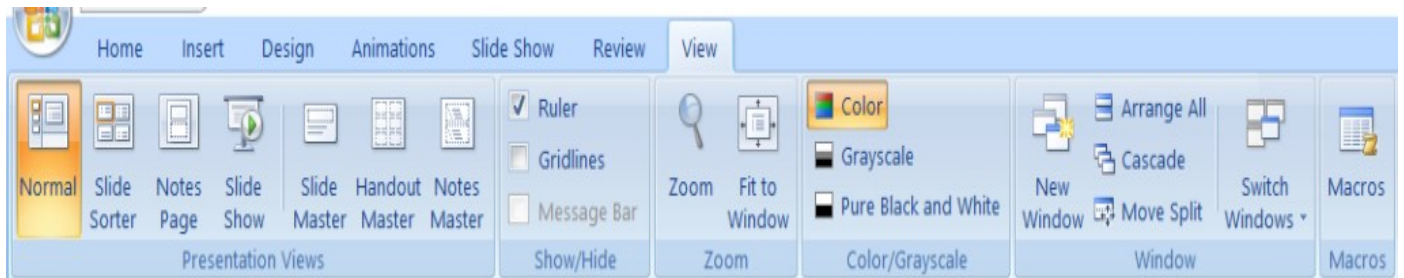 Home Insert Design Animations Slide Show Review View
Normal
Slide Sorter
Notes Page
Slide Show
Slide Master
Handout Master
Notes Master
Presentation Views
Ruler
Gridlines
Message Bar
Show/Hide
Zoom
Fit to Window
Zoom
Color
Grayscale
Pure Black and White
Color/Grayscale
New Window
Arrange All
Cascade
Move Split
Switch Windows
Window
Macros
Macros